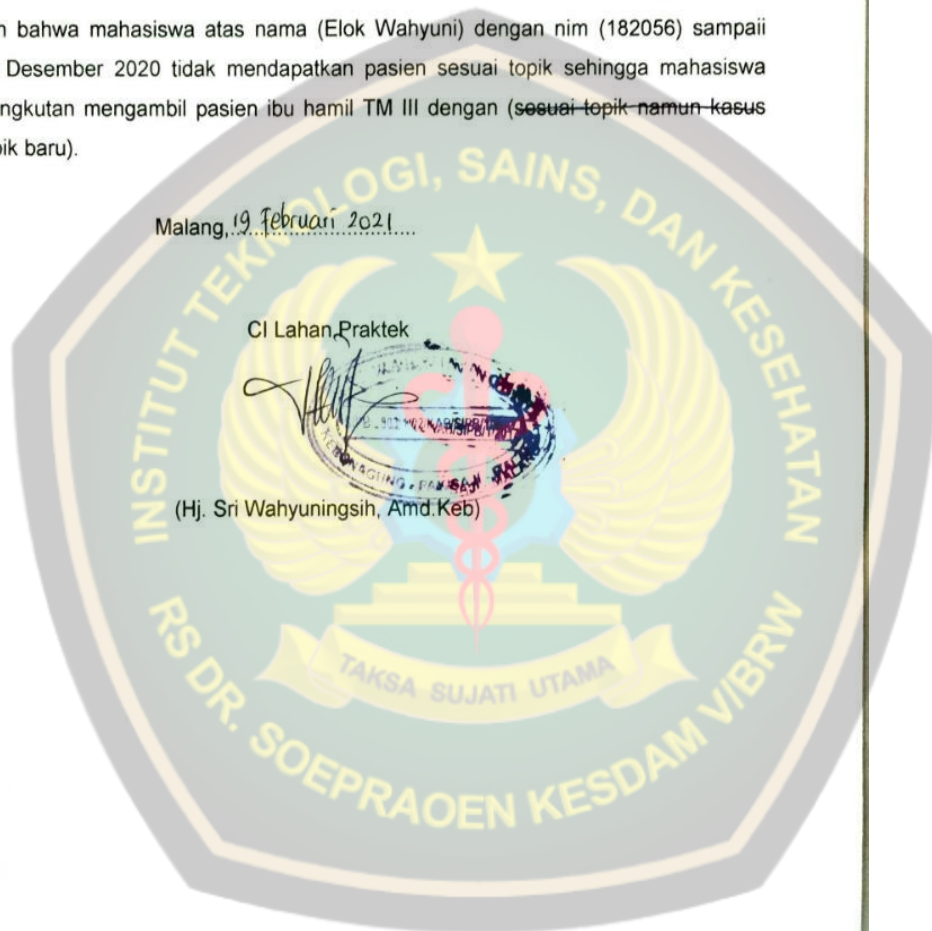 bahwa mahasiswa atas nama (Elok Wahyuni) dengan nim (182056) sampaii
Desember 2020 tidak mendapatkan pasien sesuai topik sehingga mahasiswa
ngkutan mengambil pasien ibu hamil TM III dengan (sesuai topik namun kasus
ik baru).
Malang, 19 Februari 2021
CI Lahan Praktek
(Hj. Sri Wahyuningsih, Amd.Keb)
INSTITUT TEKNOLOGI, SAINS, DAN KESEHATAN
TAKSA SUJATI UTAMA
RS DR. SOEPRAOEN KESDAM V/BRW